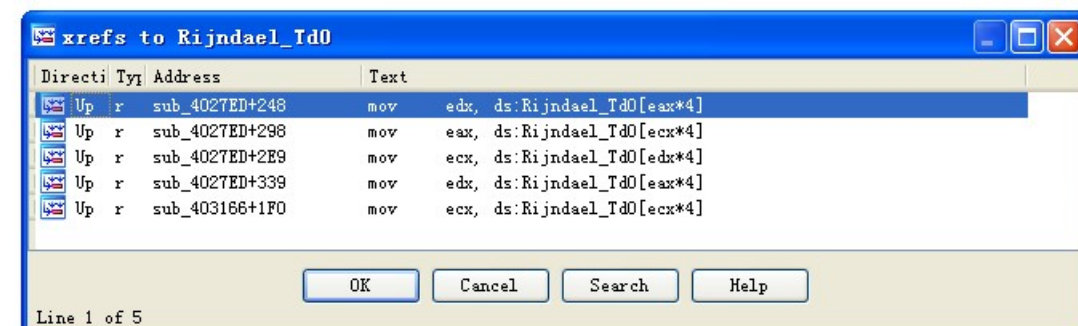 xrefs to Rijndael_Td0
Directi Typ Address Text
Up r sub_4027ED+248 mov edx, ds:Rijndael_Td0[eax*4]
Up r sub_4027ED+298 mov eax, ds:Rijndael_Td0[ecx*4]
Up r sub_4027ED+2E9 mov ecx, ds:Rijndael_Td0[edx*4]
Up r sub_4027ED+339 mov edx, ds:Rijndael_Td0[eax*4]
Up r sub_403166+1F0 mov ecx, ds:Rijndael_Td0[ecx*4]
OK Cancel Search Help
Line 1 of 5